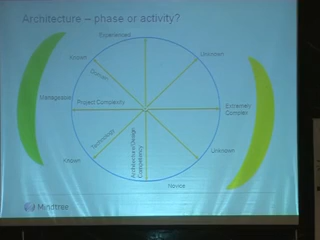 Architecture – phase or activity?
Experienced
Known
Unknown
Domain
Manageable
Project Complexity
Extremely
Complex
Technology
Architecture/Design
Competency
Known
Unknown
Novice
Mindtree